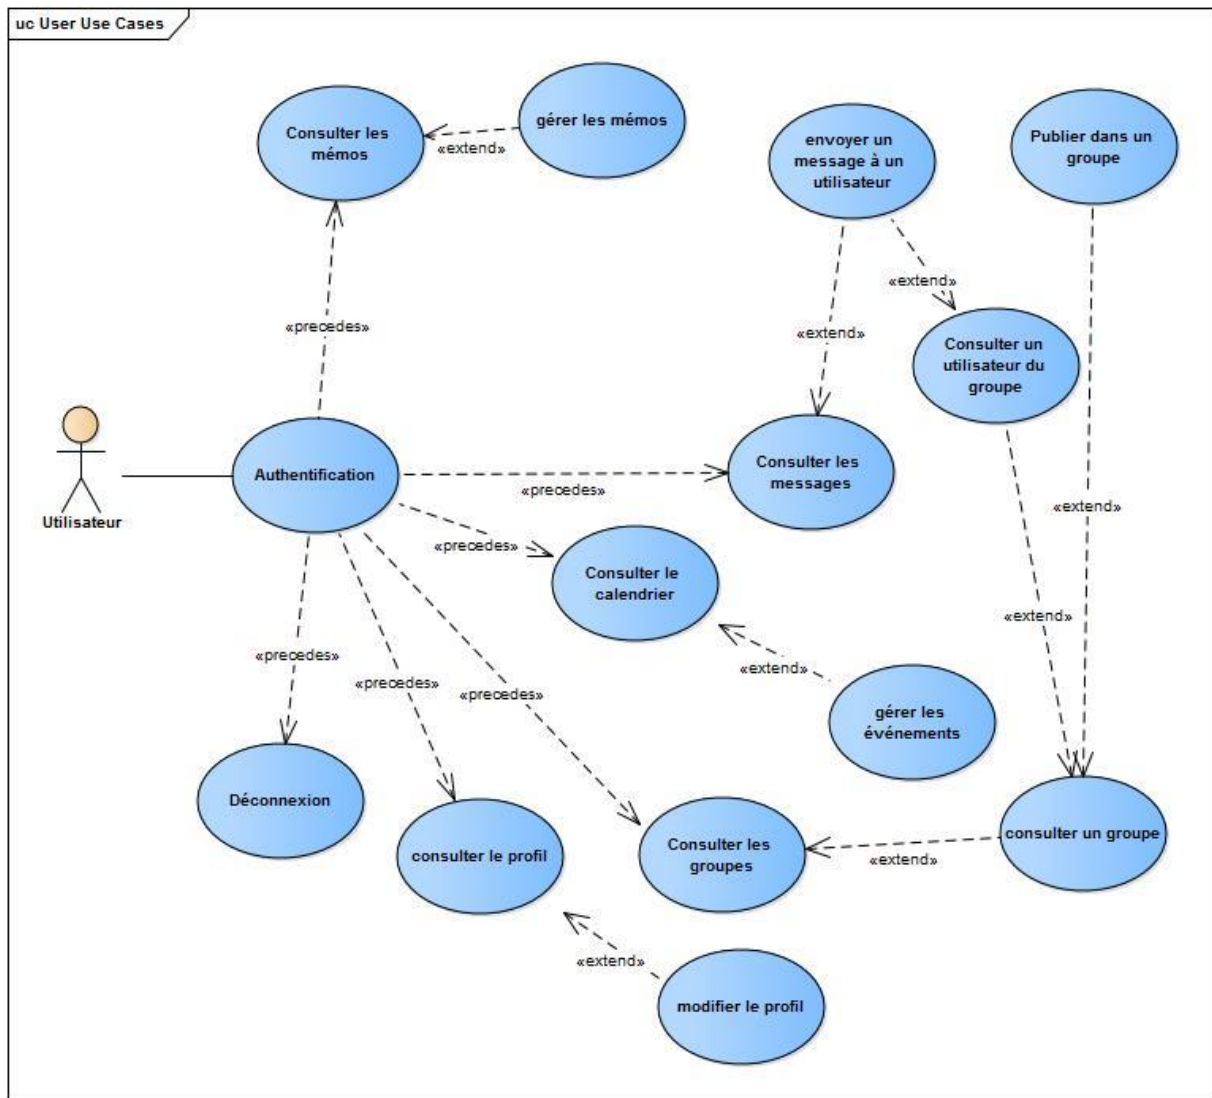 uc User Use Cases
Consulter les
mémos
«extend»
gérer les mémos
envoyer un
message à un
utilisateur
Publier dans un
groupe
«extend»
«precedes»
«extend»
Consulter un
utilisateur du
groupe
Utilisateur
Authentification
«precedes»
Consulter les
messages
«extend»
«precedes»
Consulter le
calendrier
«extend»
«precedes»
«precedes»
«precedes»
«extend»
gérer les
événements
Déconnexion
consulter le profil
Consulter les
groupes
«extend»
consulter un groupe
«extend»
modifier le profil